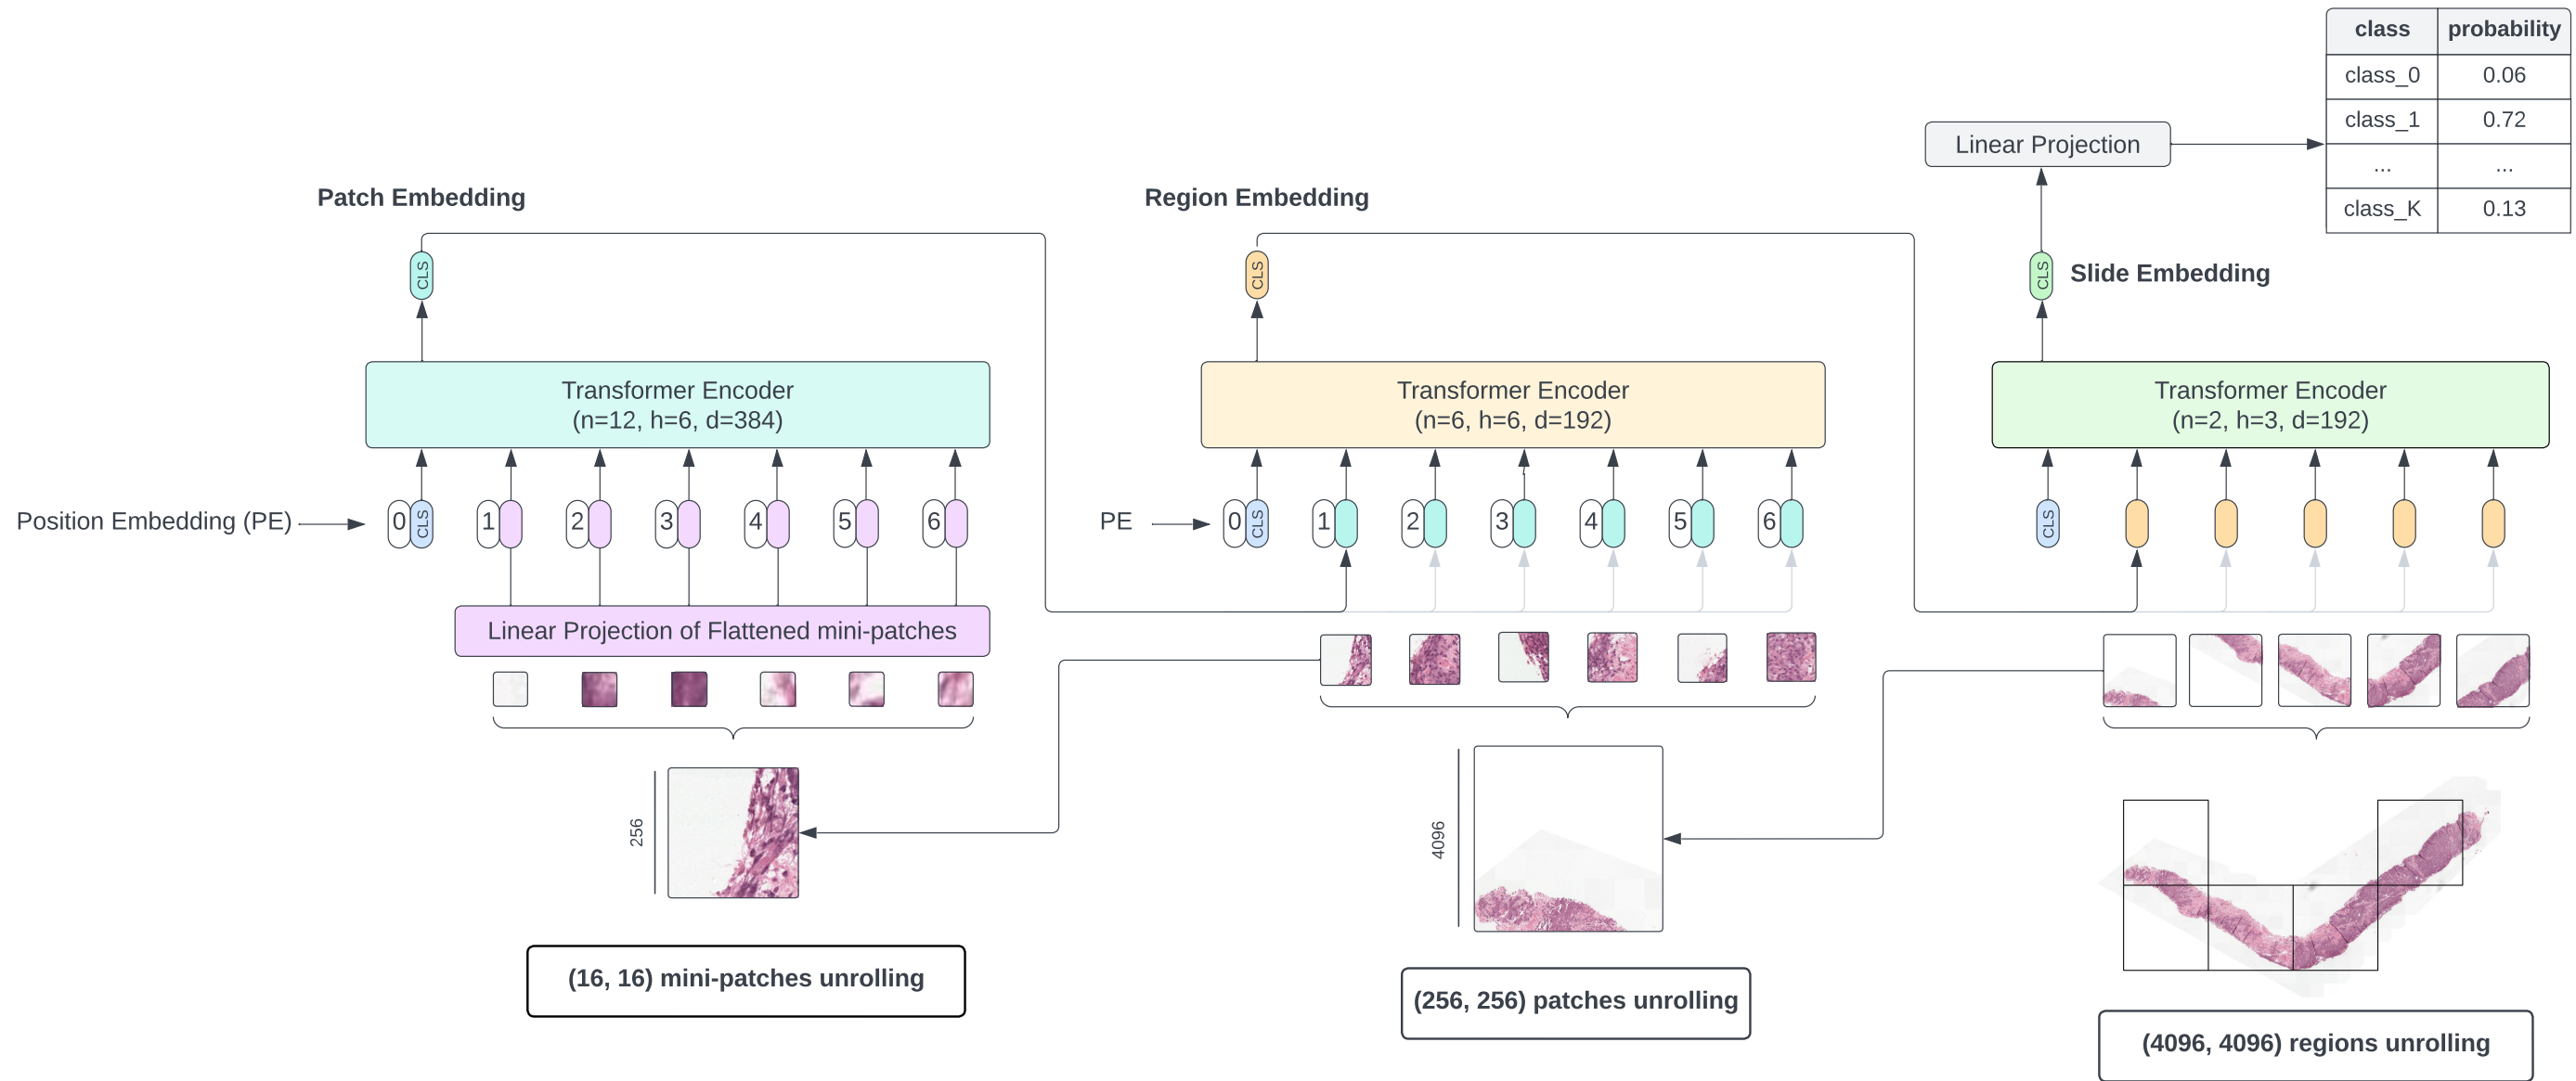 class probability
class_0 0.06
class_1 0.72
... ...
class_K 0.13
Linear Projection
Patch Embedding
Region Embedding
Slide Embedding
CLS
CLS
CLS
Transformer Encoder
(n=12, h=6, d=384)
Transformer Encoder
(n=6, h=6, d=192)
Transformer Encoder
(n=2, h=3, d=192)
Position Embedding (PE)
0 CLS 1 2 3 4 5 6
PE
0 CLS 1 2 3 4 5 6
CLS
Linear Projection of Flattened mini-patches
256
4096
(16, 16) mini-patches unrolling
(256, 256) patches unrolling
(4096, 4096) regions unrolling